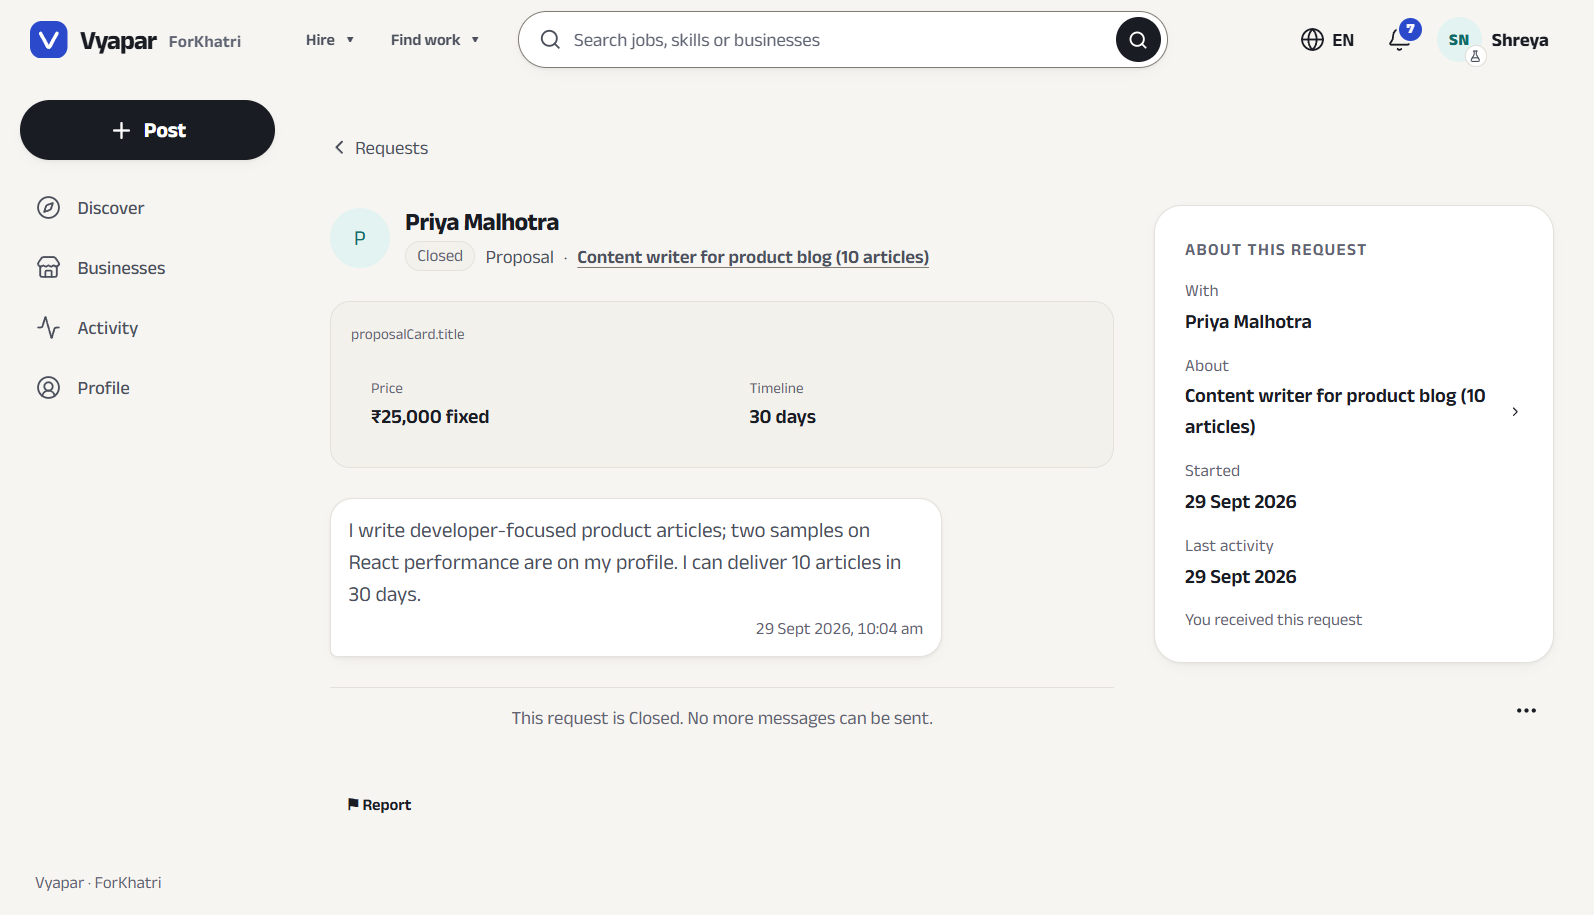 Vyapar ForKhatri
Hire
Find work
Search jobs, skills or businesses
EN
7
SN
Shreya
Post
Discover
Businesses
Activity
Profile
Requests
P
Priya Malhotra
Closed Proposal · Content writer for product blog (10 articles)
proposalCard.title
Price
₹25,000 fixed
Timeline
30 days
I write developer-focused product articles; two samples on
React performance are on my profile. I can deliver 10 articles in
30 days.
29 Sept 2026, 10:04 am
This request is Closed. No more messages can be sent.
Report
ABOUT THIS REQUEST
With
Priya Malhotra
About
Content writer for product blog (10
articles)
Started
29 Sept 2026
Last activity
29 Sept 2026
You received this request
Vyapar · ForKhatri